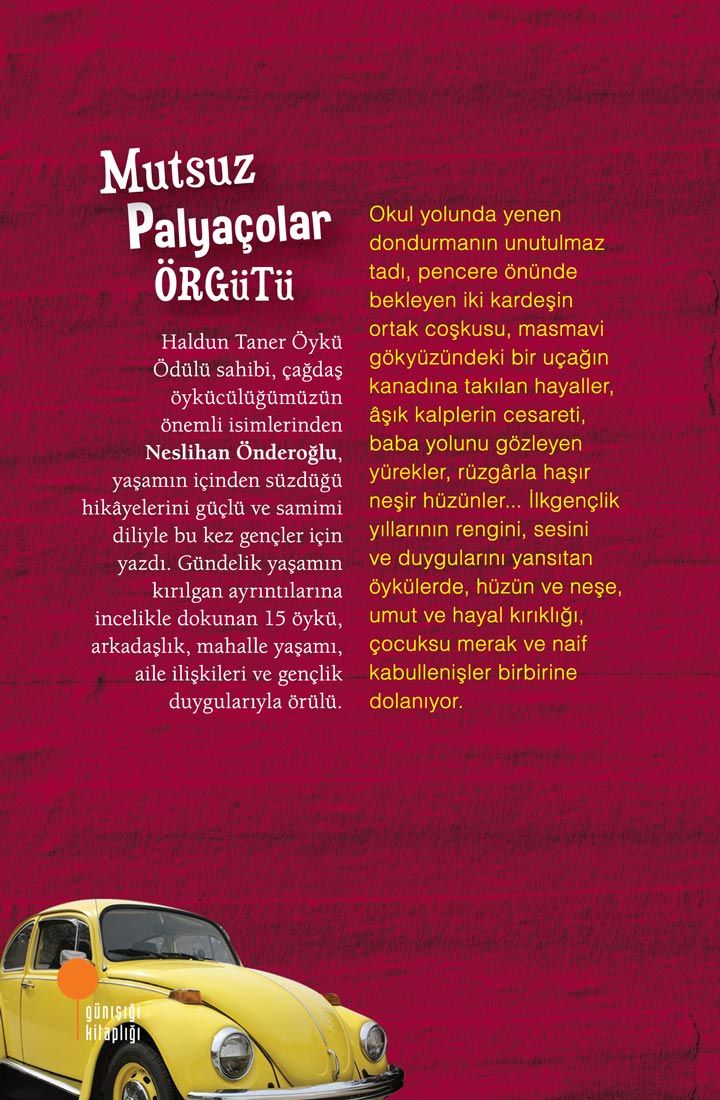 Mutsuz
Palyaçolar
ÖRGüTÜ
Haldun Taner Öykü
Ödülü sahibi, çağdaş
öykücülüğümüzün
önemli isimlerinden
Neslihan Önderoğlu,
yaşamın içinden süzdüğü
hikâyelerini güçlü ve samimi
diliyle bu kez gençler için
yazdı. Gündelik yaşamın
kırılgan ayrıntılarına
incelikle dokunan 15 öykü,
arkadaşlık, mahalle yaşamı,
aile ilişkileri ve gençlik
duygularıyla örülü.
Okul yolunda yenen
dondurmanın unutulmaz
tadı, pencere önünde
bekleyen iki kardeşin
ortak coşkusu, masmavi
gökyüzündeki bir uçağın
kanadına takılan hayaller,
âşık kalplerin cesareti,
baba yolunu gözleyen
yürekler, rüzgârla haşır
neşir hüzünler... İlkgençlik
yıllarının rengini, sesini
ve duygularını yansıtan
öykülerde, hüzün ve neşe,
umut ve hayal kırıklığı,
çocuksu merak ve naif
kabullenişler birbirine
dolanıyor.
günışığı
kitaplığı